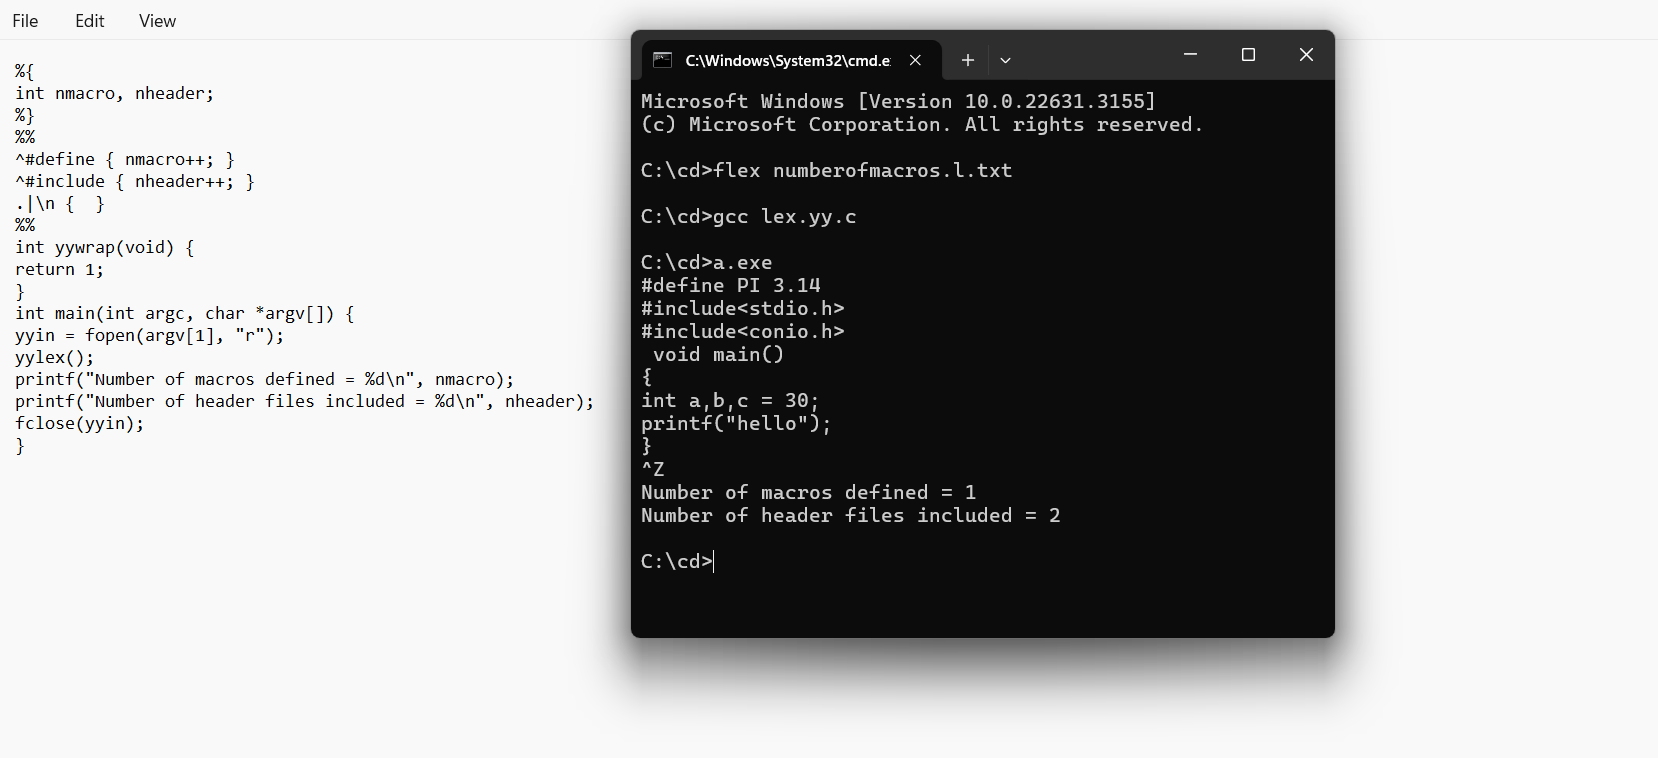 File Edit View
%{
int nmacro, nheader;
%}
%%
^#define { nmacro++; }
^#include { nheader++; }
.|\n {  }
%%
int yywrap(void) {
return 1;
}
int main(int argc, char *argv[]) {
yyin = fopen(argv[1], "r");
yylex();
printf("Number of macros defined = %d\n", nmacro);
printf("Number of header files included = %d\n", nheader);
fclose(yyin);
}
C:\Windows\System32\cmd.e
Microsoft Windows [Version 10.0.22631.3155]
(c) Microsoft Corporation. All rights reserved.
C:\cd>flex numberofmacros.l.txt
C:\cd>gcc lex.yy.c
C:\cd>a.exe
#define PI 3.14
#include<stdio.h>
#include<conio.h>
 void main()
{
int a,b,c = 30;
printf("hello");
}
^Z
Number of macros defined = 1
Number of header files included = 2
C:\cd>